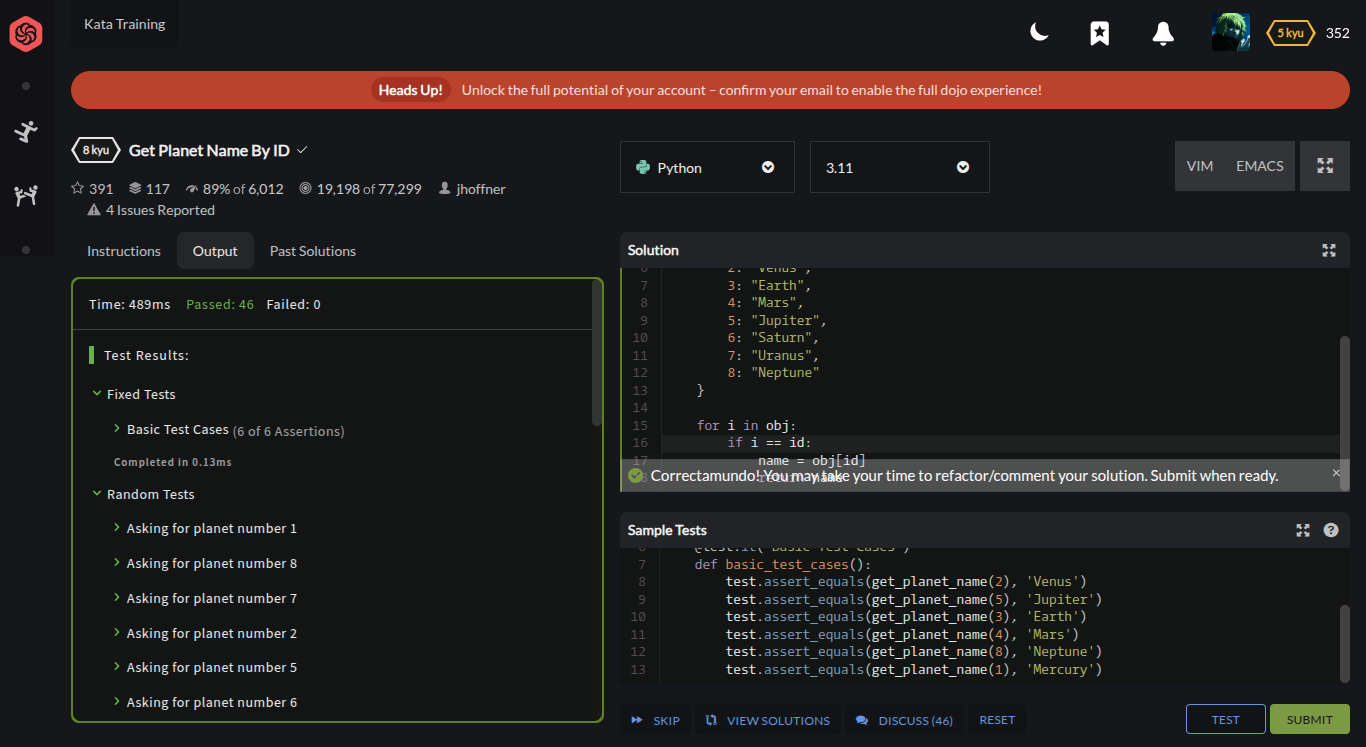 Kata Training
5 kyu 352
Heads Up! Unlock the full potential of your account – confirm your email to enable the full dojo experience!
8 kyu Get Planet Name By ID
391 117 89% of 6,012 19,198 of 77,299 jhoffner
4 Issues Reported
Python
3.11
VIM EMACS
Instructions Output Past Solutions
Time: 489ms Passed: 46 Failed: 0
Test Results:
Fixed Tests
Basic Test Cases (6 of 6 Assertions)
Completed in 0.13ms
Random Tests
Asking for planet number 1
Asking for planet number 8
Asking for planet number 7
Asking for planet number 2
Asking for planet number 5
Asking for planet number 6
Solution
2: "Venus",
7 3: "Earth",
8 4: "Mars",
9 5: "Jupiter",
10 6: "Saturn",
11 7: "Uranus",
12 8: "Neptune"
13 }
14
15 for i in obj:
16 if i == id:
17 name = obj[id]
Correctamundo! You may take your time to refactor/comment your solution. Submit when ready.
Sample Tests
@test.it("Basic Test Cases")
7 def basic_test_cases():
8 test.assert_equals(get_planet_name(2), 'Venus')
9 test.assert_equals(get_planet_name(5), 'Jupiter')
10 test.assert_equals(get_planet_name(3), 'Earth')
11 test.assert_equals(get_planet_name(4), 'Mars')
12 test.assert_equals(get_planet_name(8), 'Neptune')
13 test.assert_equals(get_planet_name(1), 'Mercury')
SKIP VIEW SOLUTIONS DISCUSS (46) RESET
TEST SUBMIT